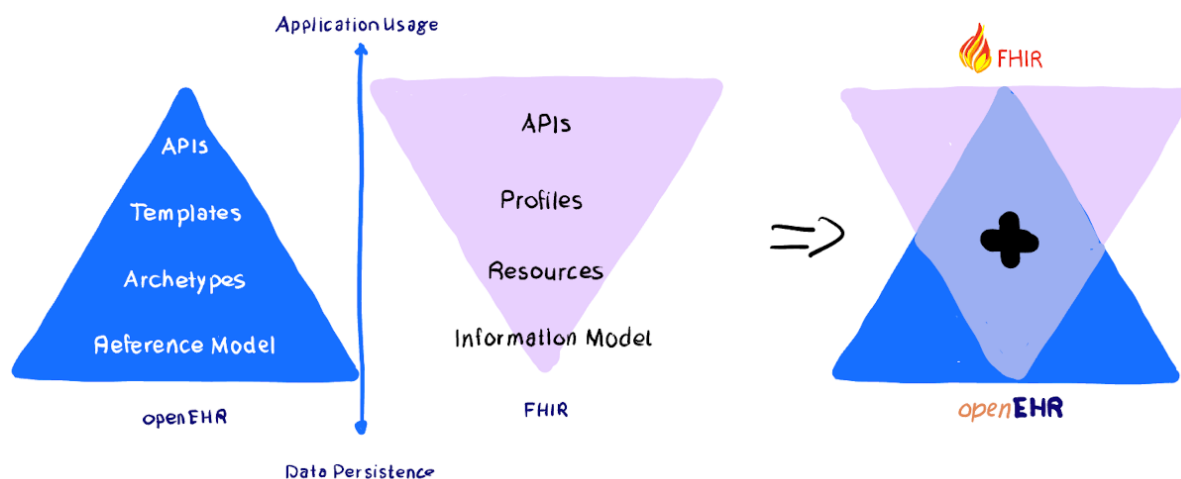 Application Usage
APIs
Templates
Archetypes
Reference Model
openEHR
APIs
Profiles
Resources
Information Model
FHIR
Data Persistence
FHIR
openEHR